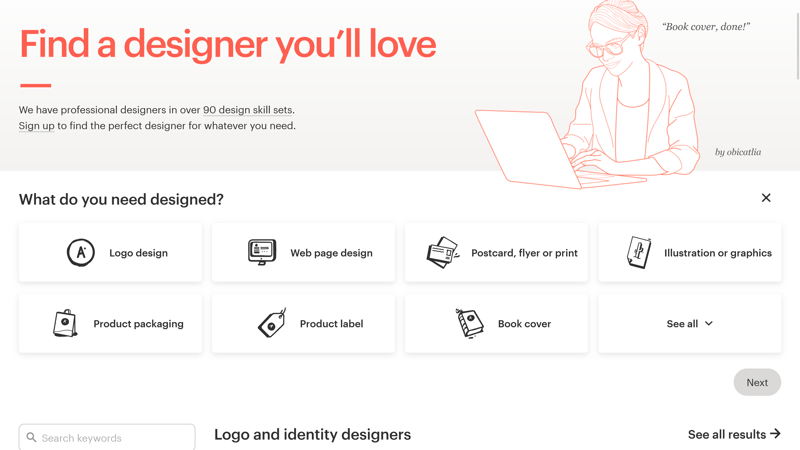 Find a designer you’ll love
“Book cover, done!”
We have professional designers in over 90 design skill sets.
Sign up to find the perfect designer for whatever you need.
by obicatlia
What do you need designed?
Logo design
Web page design
Postcard, flyer or print
Illustration or graphics
Product packaging
Product label
Book cover
See all
Next
Search keywords
Logo and identity designers
See all results